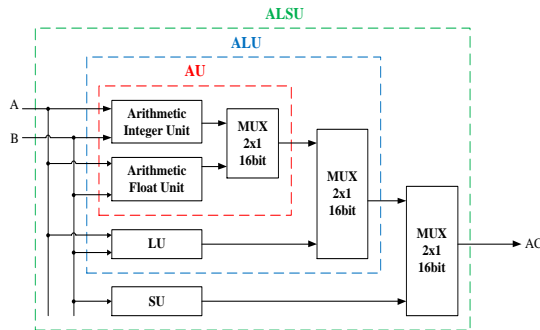 ALSU
ALU
AU
A
B
Arithmetic
Integer Unit
MUX
2x1
16bit
Arithmetic
Float Unit
MUX
2x1
16bit
LU
MUX
2x1
16bit
SU